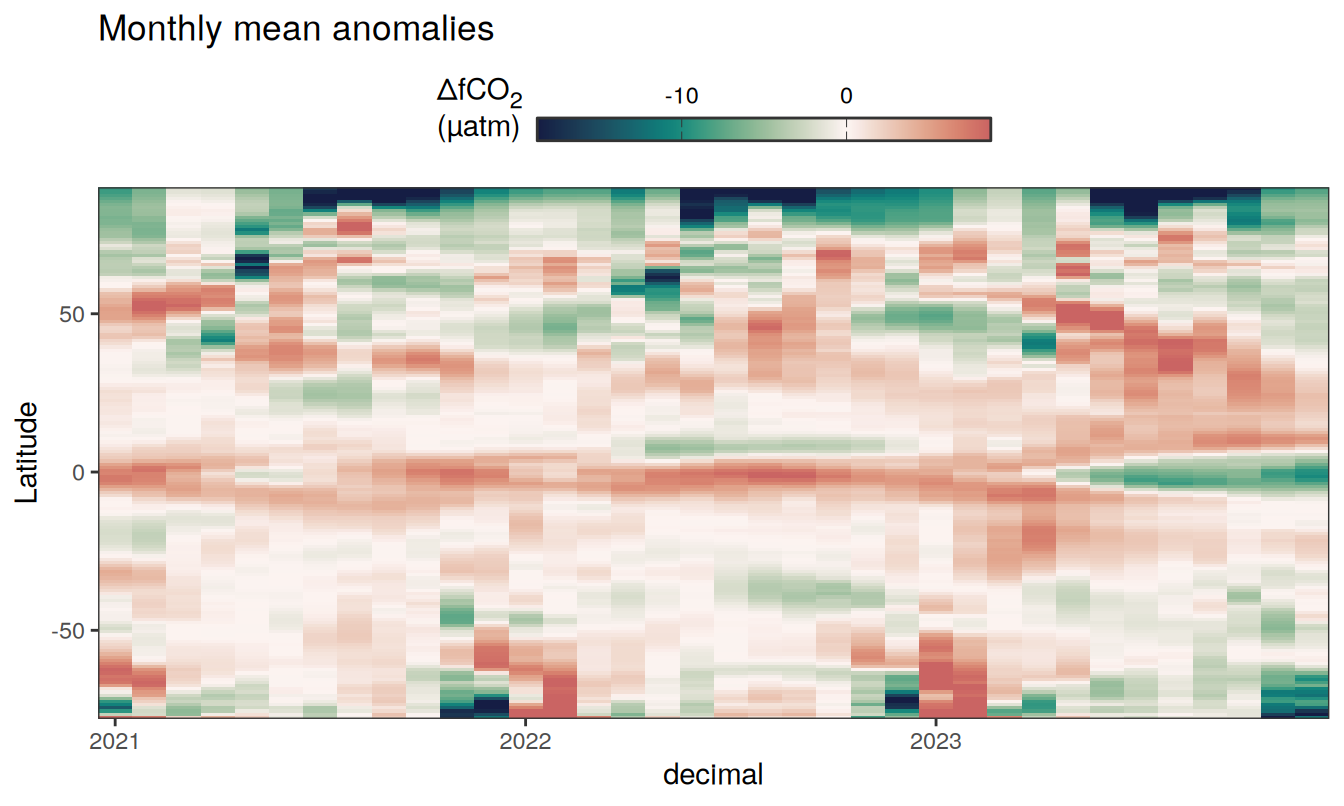 Monthly mean anomalies
ΔfCO₂
(µatm)
-10
0
Latitude
50
0
-50
2021
2022
2023
decimal